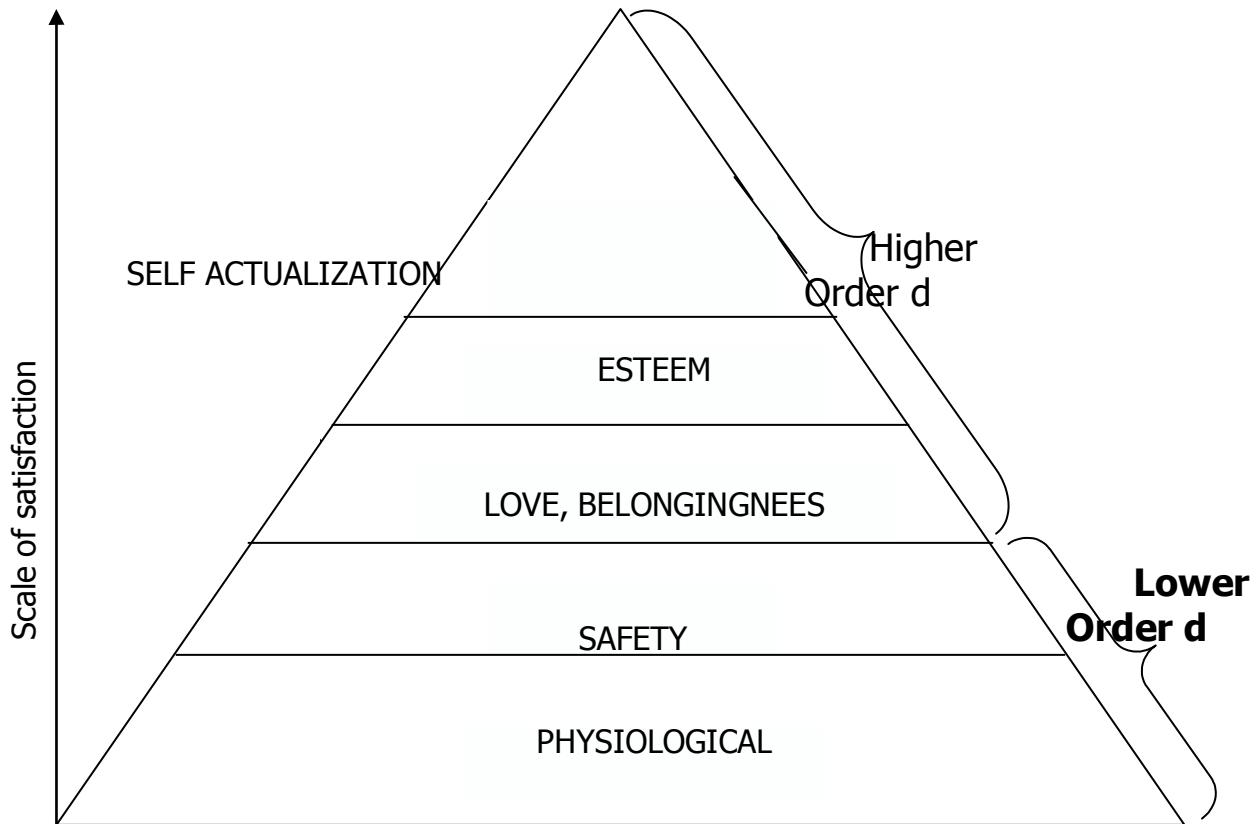 Higher
Order d
SELF ACTUALIZATION
ESTEEM
Scale of satisfaction
LOVE, BELONGINGNEES
Lower
Order d
SAFETY
PHYSIOLOGICAL